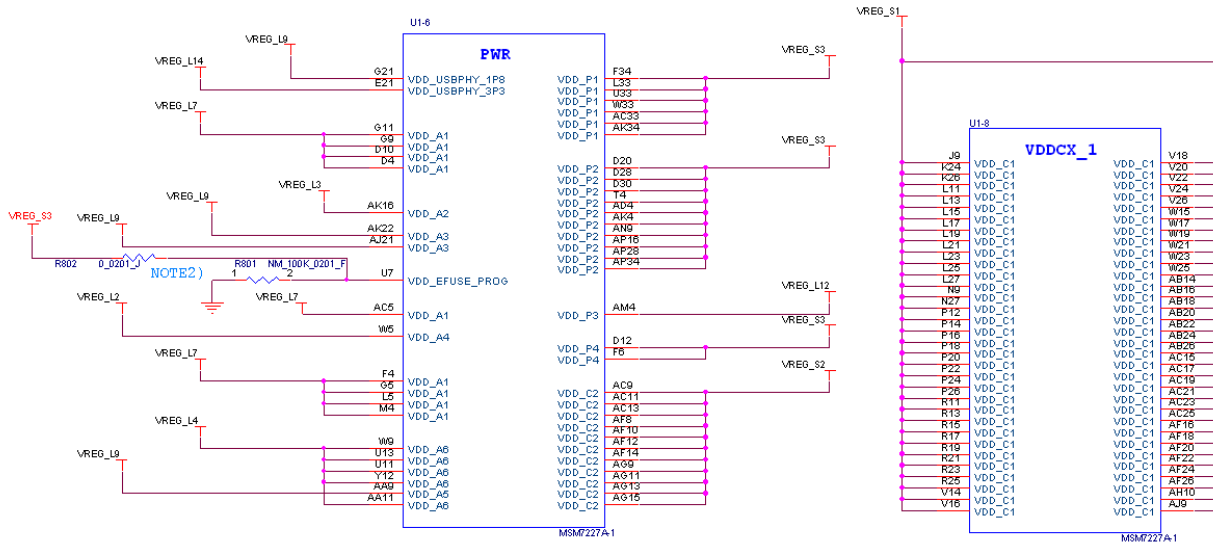 U1-6
PWR
VREG_L9
VREG_L14
VREG_L7
G21 VDD_USBPHY_1P8
E21 VDD_USBPHY_3P3
G11 VDD_A1
G9 VDD_A1
D10 VDD_A1
D4 VDD_A1
VREG_L3
AK16 VDD_A2
VREG_L9
AK22 VDD_A3
VREG_S3
VREG_L9
AJ21 VDD_A3
R802 0_0201_J
NOTE2)
R801 NM_100K_0201_F
1 2
U7 VDD_EFUSE_PROG
VREG_L2
VREG_L7
AC5 VDD_A1
W5 VDD_A4
VREG_L7
F4 VDD_A1
G5 VDD_A1
L5 VDD_A1
M4 VDD_A1
VREG_L4
VREG_L9
W9 VDD_A6
U13 VDD_A6
U11 VDD_A6
Y12 VDD_A6
AA9 VDD_A5
AA11 VDD_A6
VREG_S3
VDD_P1 F34
VDD_P1 L33
VDD_P1 U33
VDD_P1 W33
VDD_P1 AC33
VDD_P1 AK34
VREG_S3
VDD_P2 D20
VDD_P2 D28
VDD_P2 D30
VDD_P2 T4
VDD_P2 AD4
VDD_P2 AK4
VDD_P2 AN9
VDD_P2 AP16
VDD_P2 AP28
VDD_P2 AP34
VREG_L12
VDD_P3 AM4
VREG_S3
VDD_P4 D12
VDD_P4 F6
VREG_S2
VDD_C2 AC9
VDD_C2 AC11
VDD_C2 AC13
VDD_C2 AF8
VDD_C2 AF10
VDD_C2 AF12
VDD_C2 AF14
VDD_C2 AG9
VDD_C2 AG11
VDD_C2 AG13
VDD_C2 AG15
MSM7227A-1
VREG_S1
U1-8
VDDCX_1
J9 VDD_C1 VDD_C1 V18
K24 VDD_C1 VDD_C1 V20
K26 VDD_C1 VDD_C1 V22
L11 VDD_C1 VDD_C1 V24
L13 VDD_C1 VDD_C1 V26
L15 VDD_C1 VDD_C1 W15
L17 VDD_C1 VDD_C1 W17
L19 VDD_C1 VDD_C1 W19
L21 VDD_C1 VDD_C1 W21
L23 VDD_C1 VDD_C1 W23
L25 VDD_C1 VDD_C1 W25
L27 VDD_C1 VDD_C1 AB14
N9 VDD_C1 VDD_C1 AB16
N27 VDD_C1 VDD_C1 AB18
P12 VDD_C1 VDD_C1 AB20
P14 VDD_C1 VDD_C1 AB22
P16 VDD_C1 VDD_C1 AB24
P18 VDD_C1 VDD_C1 AB26
P20 VDD_C1 VDD_C1 AC15
P22 VDD_C1 VDD_C1 AC17
P24 VDD_C1 VDD_C1 AC19
P26 VDD_C1 VDD_C1 AC21
R11 VDD_C1 VDD_C1 AC23
R13 VDD_C1 VDD_C1 AC25
R15 VDD_C1 VDD_C1 AF16
R17 VDD_C1 VDD_C1 AF18
R19 VDD_C1 VDD_C1 AF20
R21 VDD_C1 VDD_C1 AF22
R23 VDD_C1 VDD_C1 AF24
R25 VDD_C1 VDD_C1 AF26
V14 VDD_C1 VDD_C1 AH10
V16 VDD_C1 VDD_C1 AJ9
MSM7227A-1